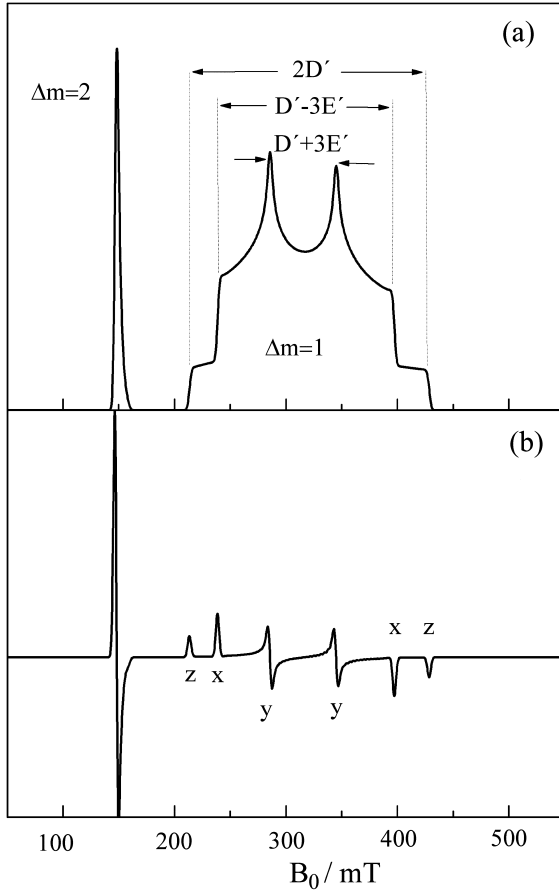 (a)
2D´
Δm=2
D´-3E´
D´+3E´
Δm=1
(b)
x z
z x
y y
100 200 300 400 500
B₀ / mT